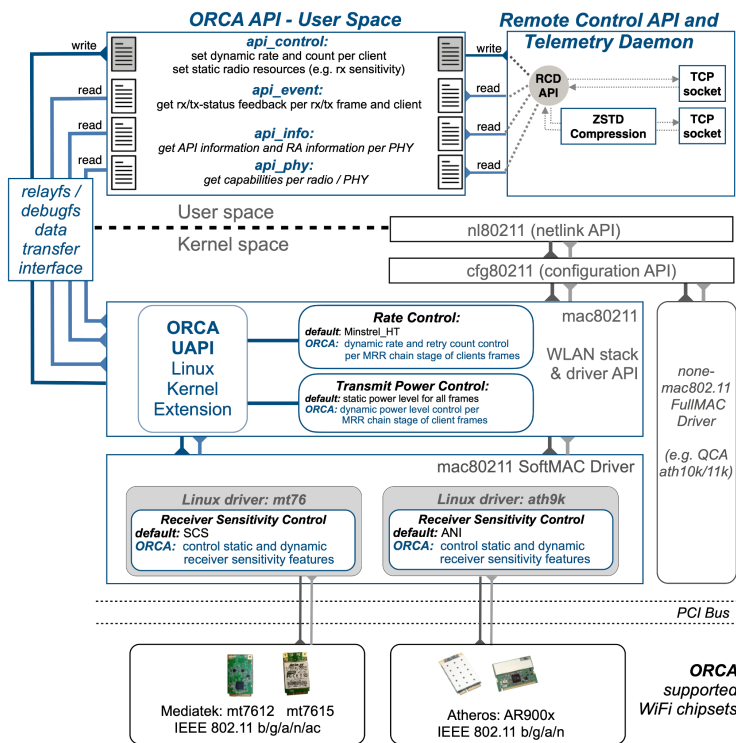 ORCA API - User Space
Remote Control API and
Telemetry Daemon
write
api_control:
set dynamic rate and count per client
set static radio resources (e.g. rx sensitivity)
write
read
api_event:
get rx/tx-status feedback per rx/tx frame and client
read
read
api_info:
get API information and RA information per PHY
read
read
api_phy:
get capabilities per radio / PHY
read
RCD
API
TCP
socket
ZSTD
Compression
TCP
socket
relayfs /
debugfs
data
transfer
interface
User space
Kernel space
nl80211 (netlink API)
cfg80211 (configuration API)
ORCA
UAPI
Linux
Kernel
Extension
Rate Control:
default: Minstrel_HT
ORCA: dynamic rate and retry count control
per MRR chain stage of clients frames
Transmit Power Control:
default: static power level for all frames
ORCA: dynamic power level control per
MRR chain stage of client frames
mac80211
WLAN stack
& driver API
none-
mac802.11
FullMAC
Driver
(e.g. QCA
ath10k/11k)
mac80211 SoftMAC Driver
Linux driver: mt76
Receiver Sensitivity Control
default: SCS
ORCA: control static and dynamic
receiver sensitivity features
Linux driver: ath9k
Receiver Sensitivity Control
default: ANI
ORCA: control static and dynamic
receiver sensitivity features
PCI Bus
Mediatek: mt7612 mt7615
IEEE 802.11 b/g/a/n/ac
Atheros: AR900x
IEEE 802.11 b/g/a/n
ORCA
supported
WiFi chipsets